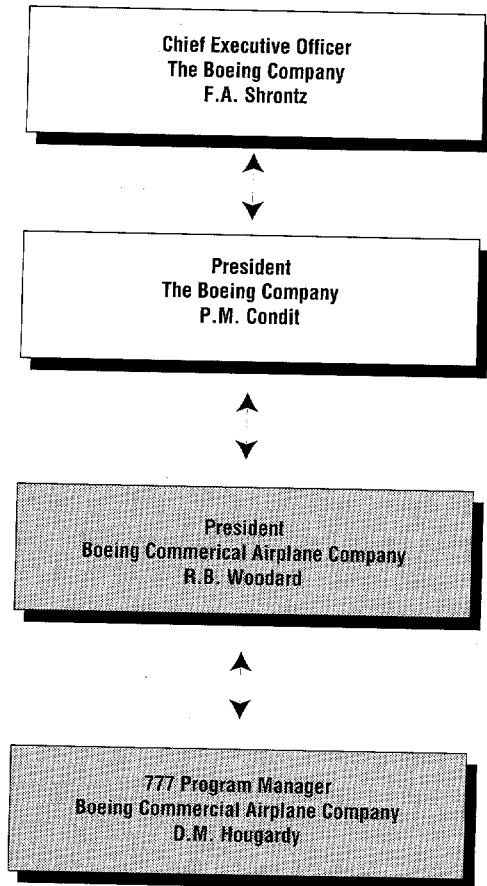 Chief Executive Officer
The Boeing Company
F.A. Shrontz
President
The Boeing Company
P.M. Condit
President
Boeing Commerical Airplane Company
R.B. Woodard
777 Program Manager
Boeing Commercial Airplane Company
D.M. Hougardy